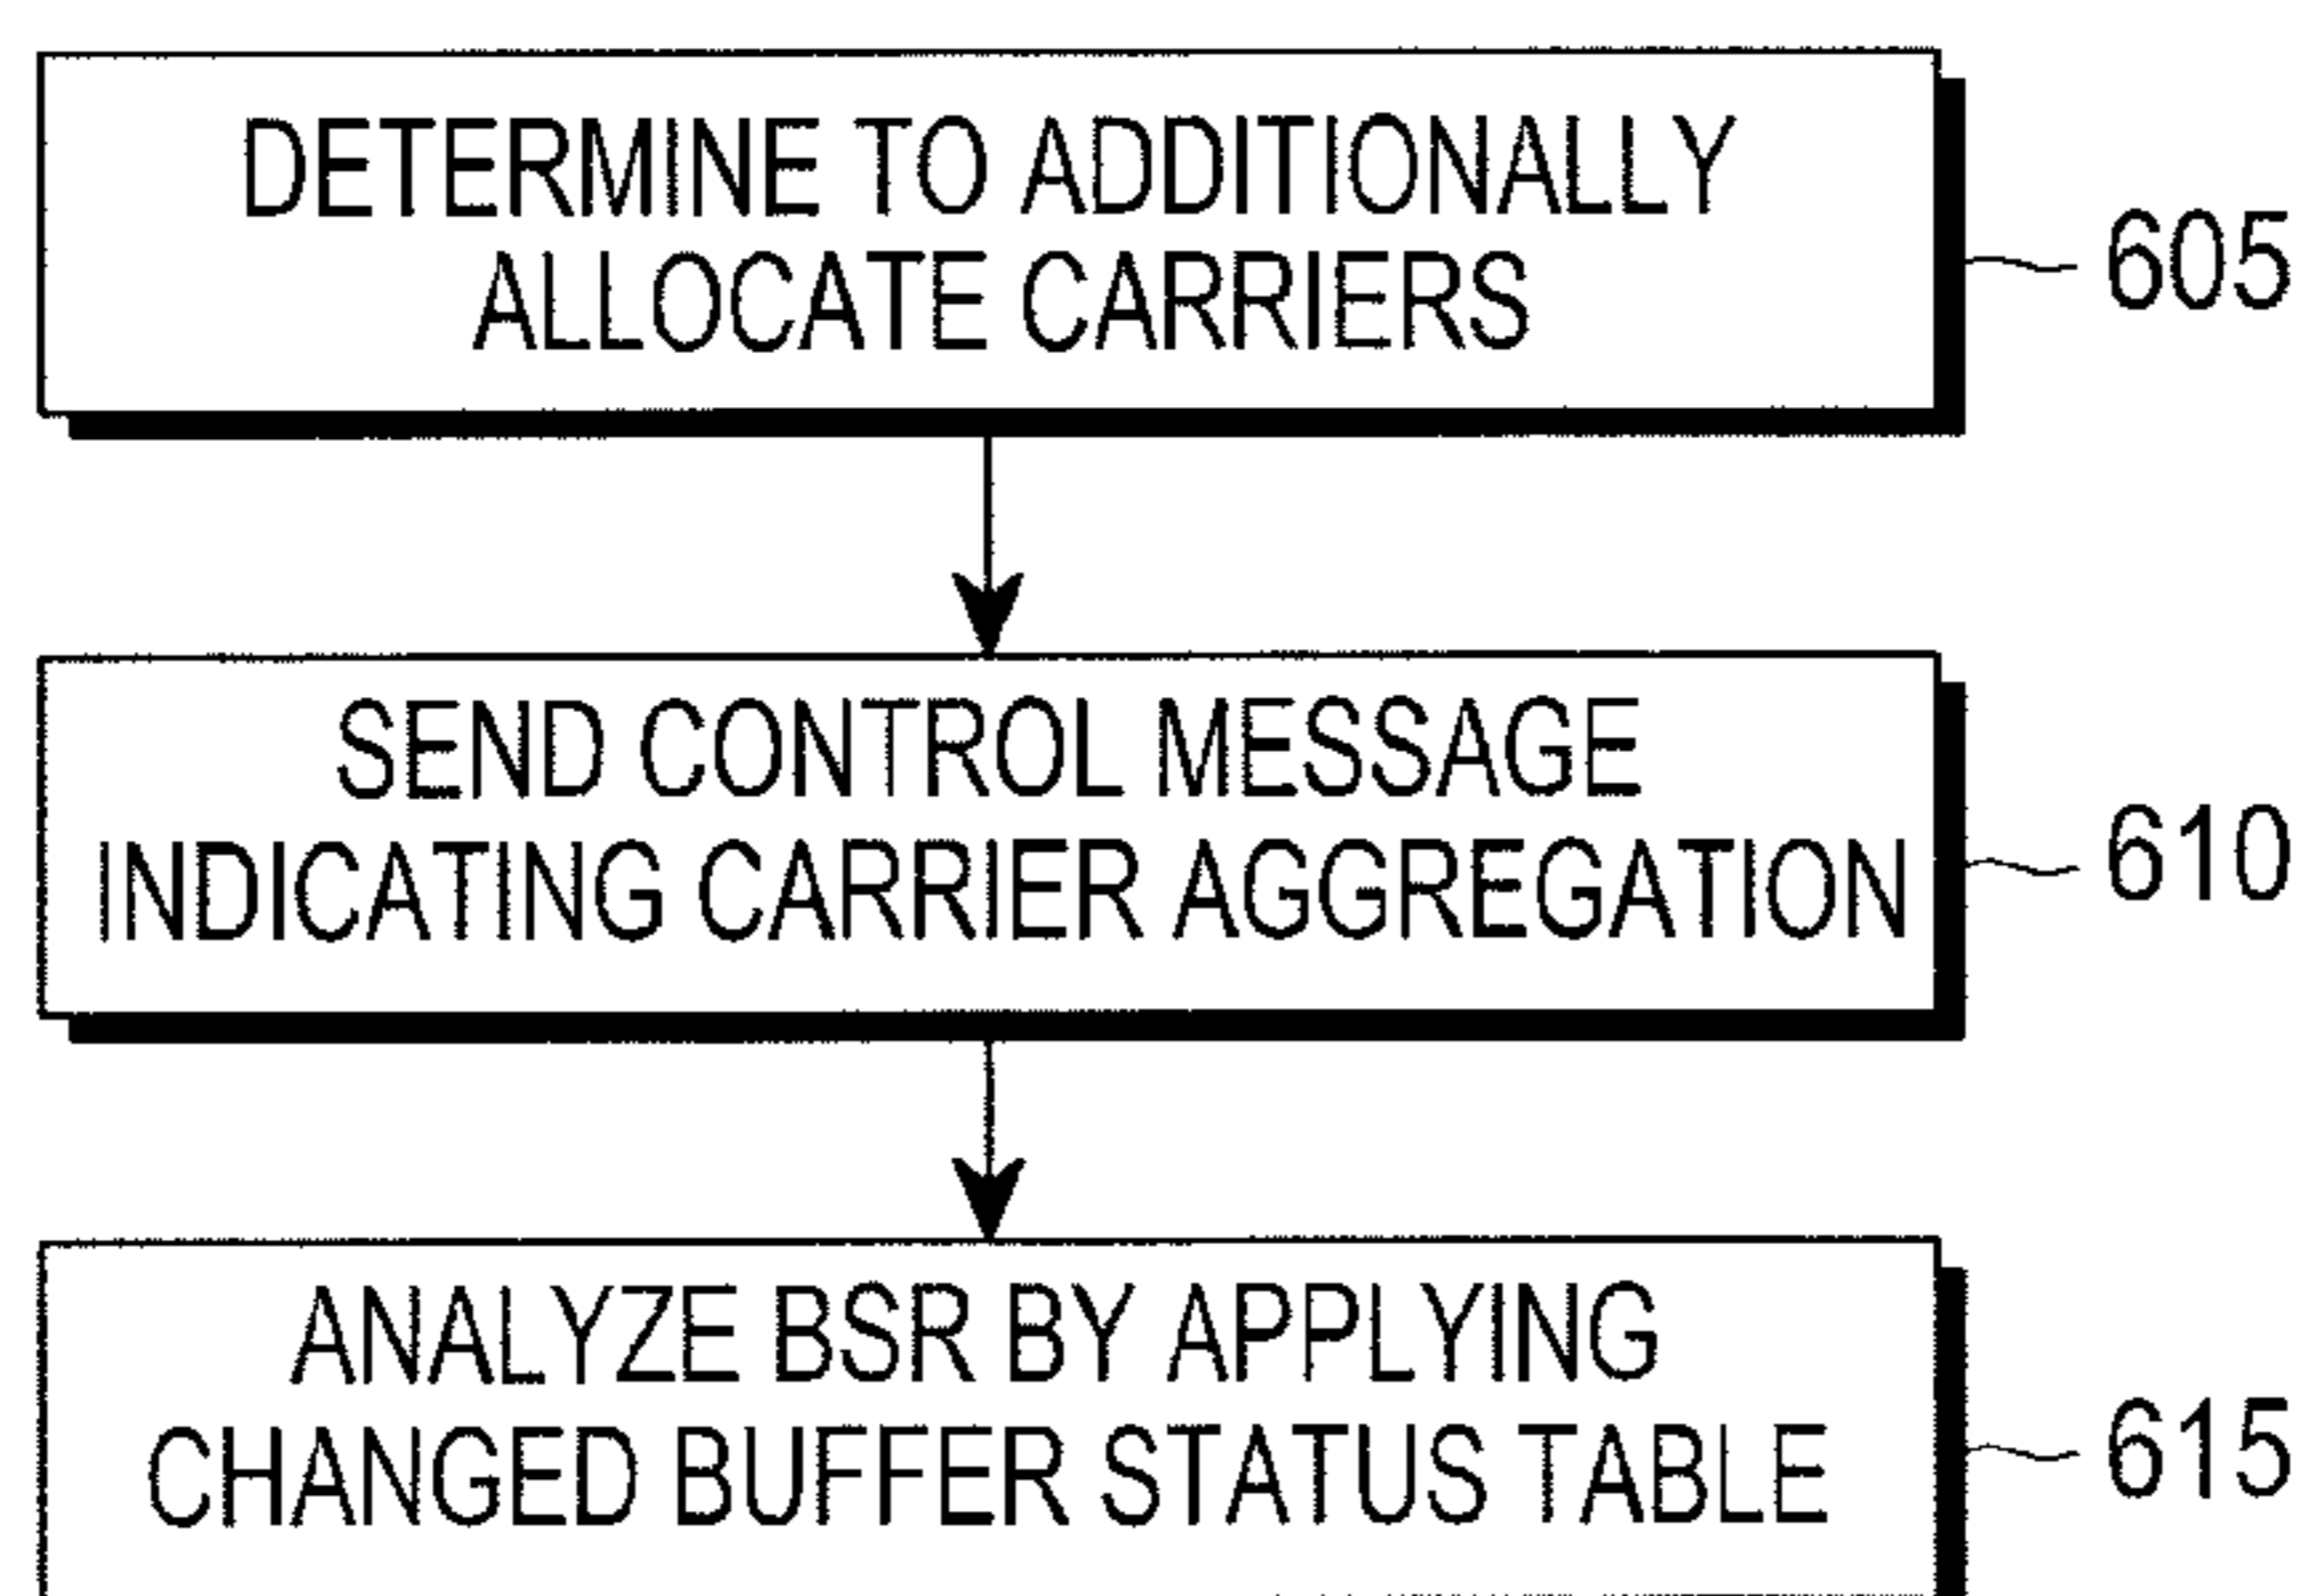 DETERMINE TO ADDITIONALLY
ALLOCATE CARRIERS
605
SEND CONTROL MESSAGE
INDICATING CARRIER AGGREGATION
610
ANALYZE BSR BY APPLYING
CHANGED BUFFER STATUS TABLE
615